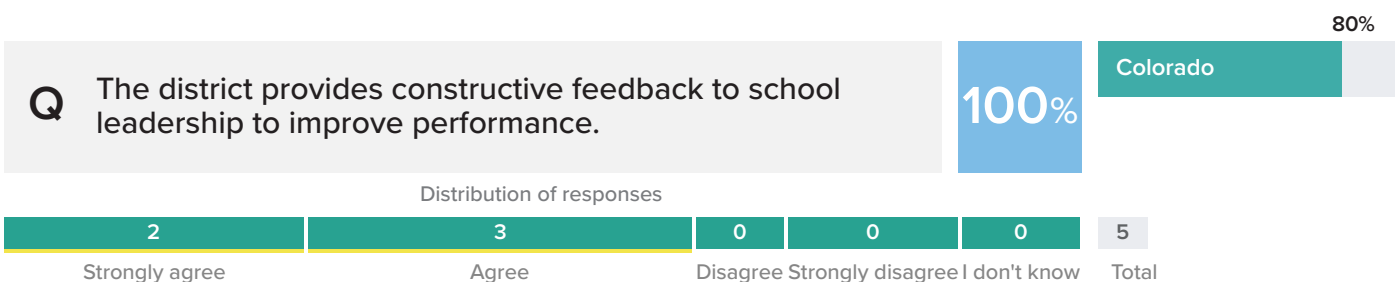 80%
Q
The district provides constructive feedback to school
leadership to improve performance.
100%
Colorado
Distribution of responses
2 3 0 0 0 5
Strongly agree Agree Disagree Strongly disagree I don't know Total